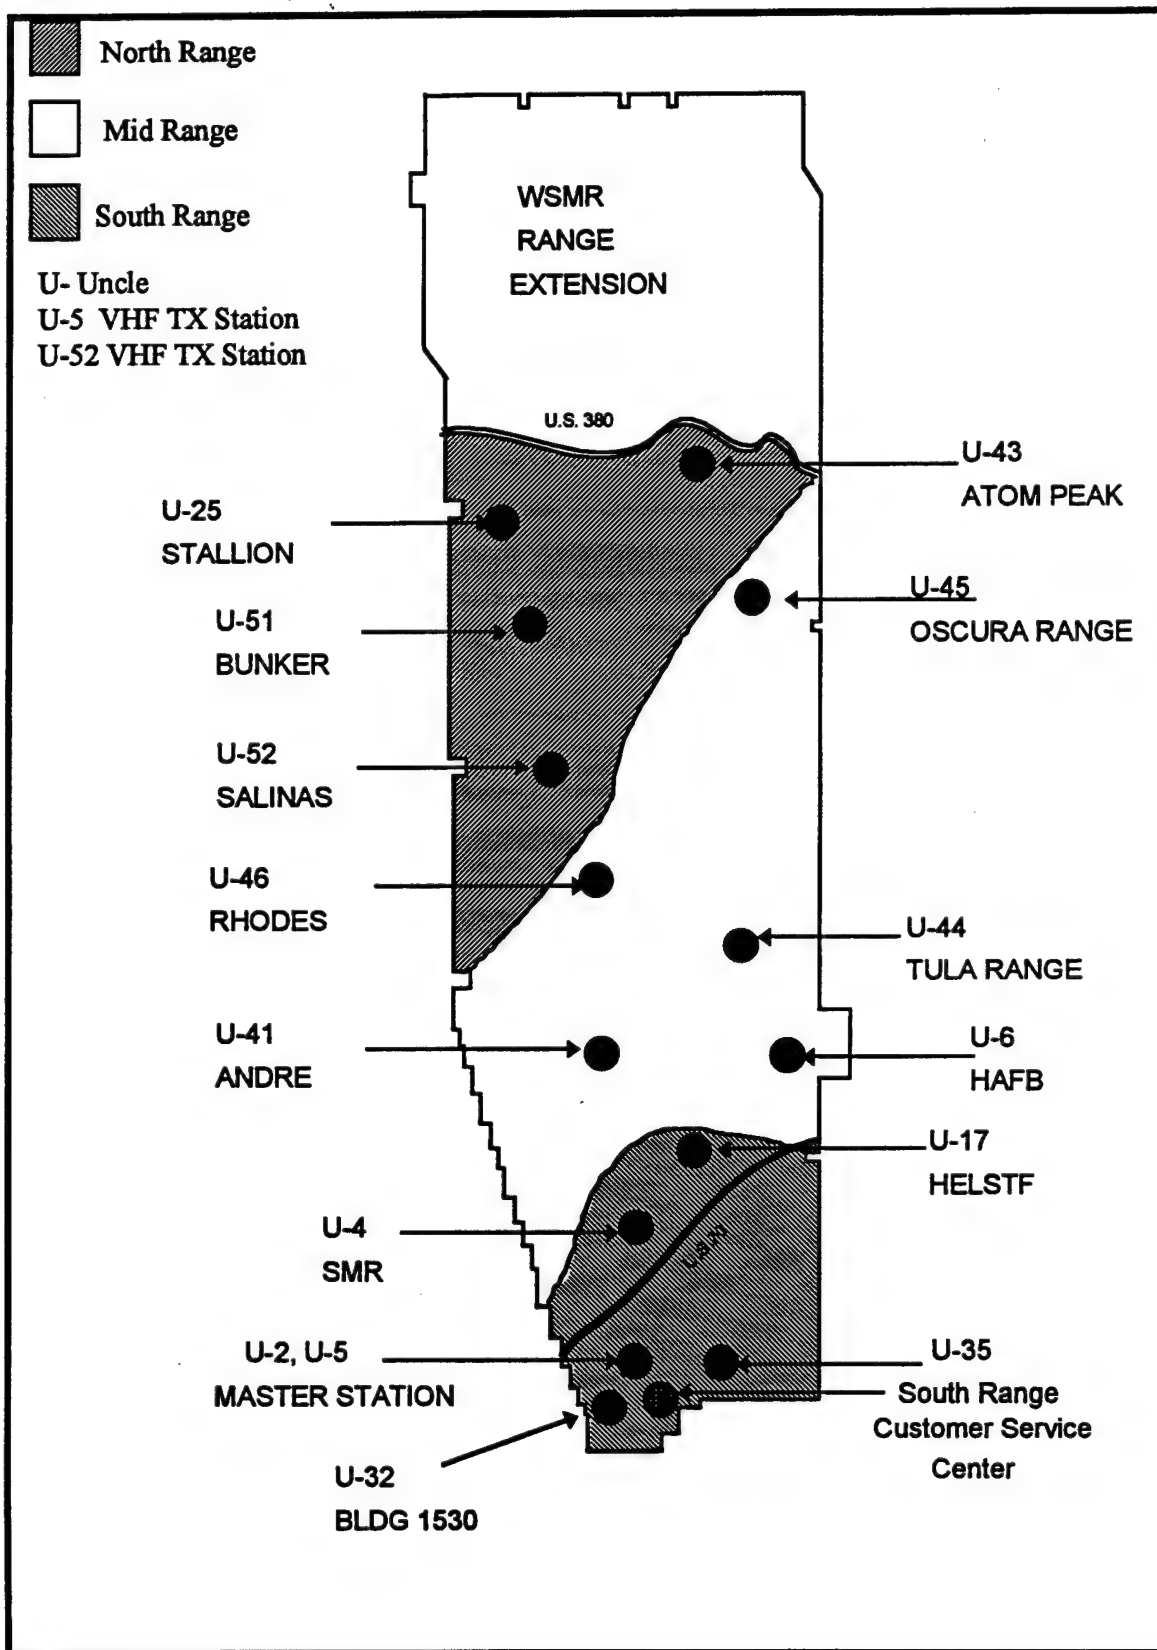 North Range
Mid Range
South Range
U- Uncle
U-5 VHF TX Station
U-52 VHF TX Station
WSMR
RANGE
EXTENSION
U.S. 380
U-43
ATOM PEAK
U-25
STALLION
U-45
OSCURA RANGE
U-51
BUNKER
U-52
SALINAS
U-46
RHODES
U-44
TULA RANGE
U-41
ANDRE
U-6
HAFB
U-17
HELSTF
U-4
SMR
U.S. 70
U-2, U-5
MASTER STATION
U-35
South Range
Customer Service
Center
U-32
BLDG 1530